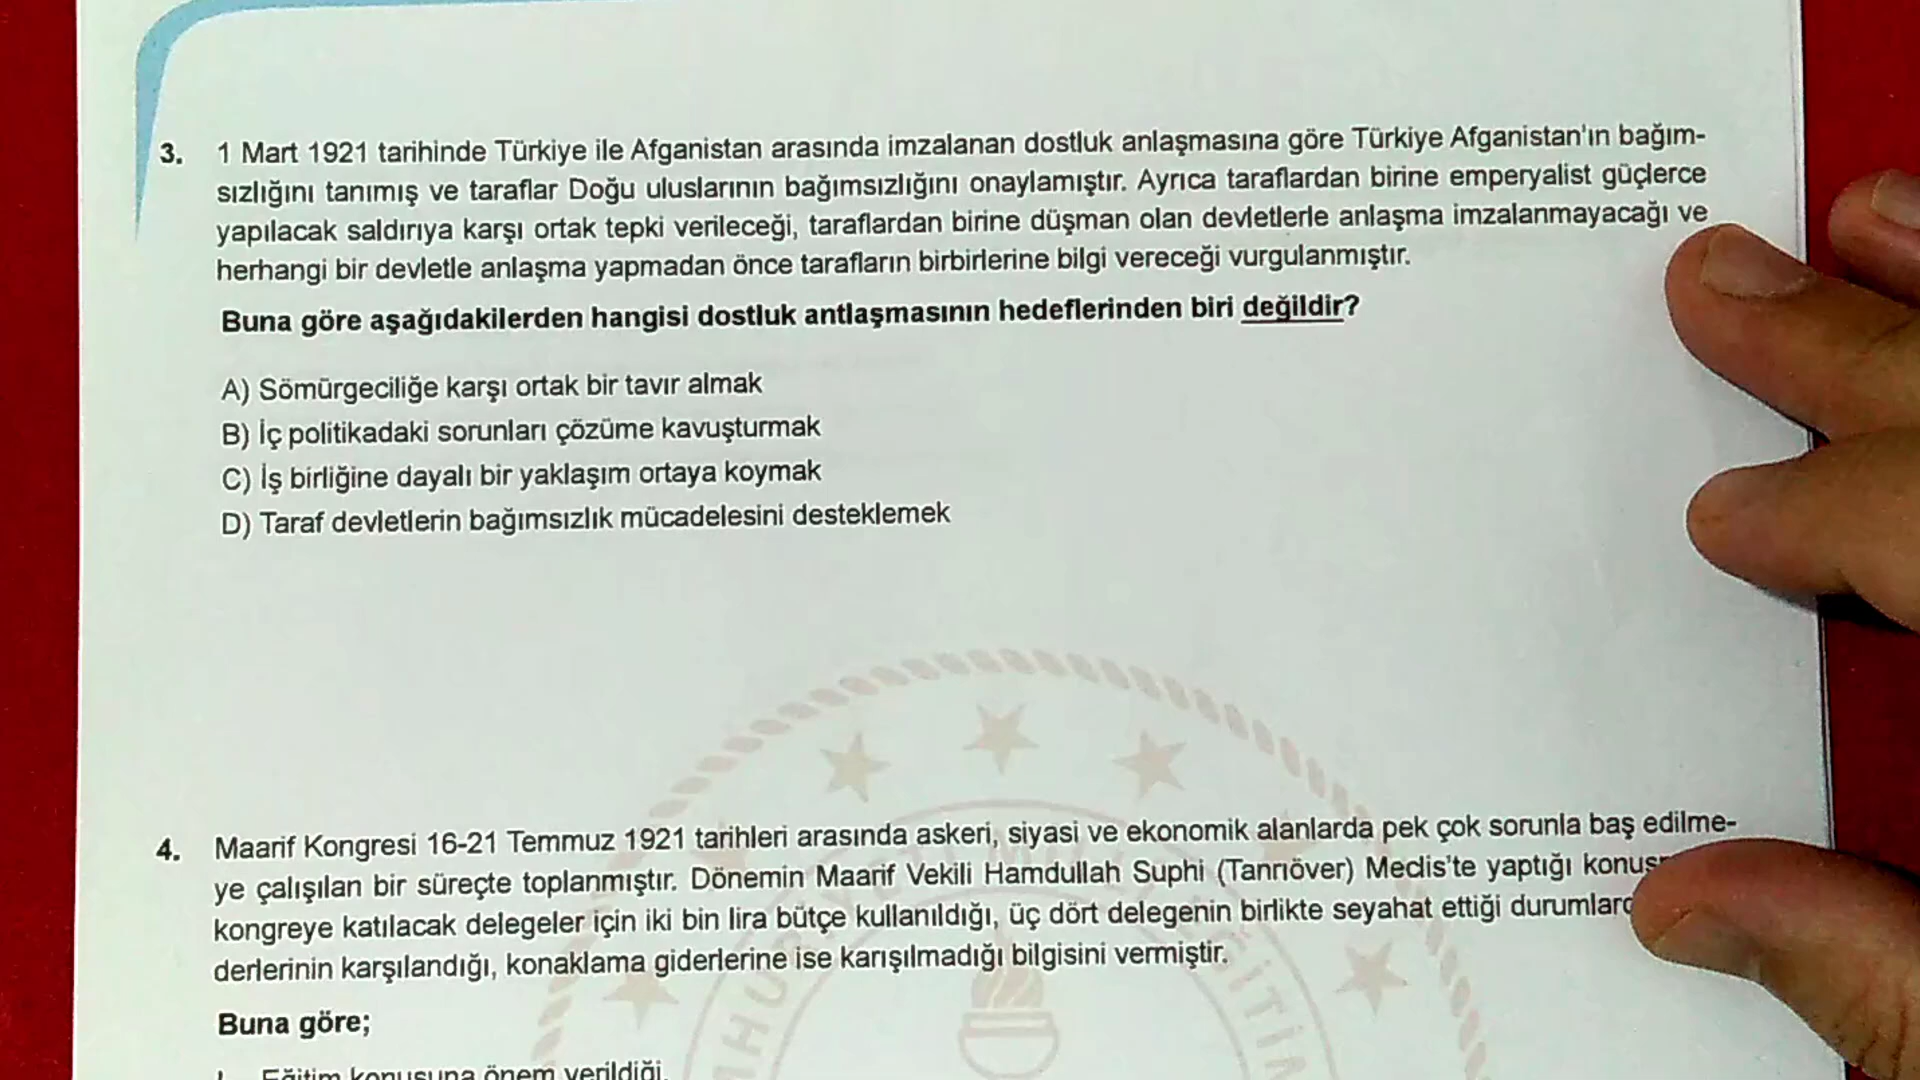 3. 1 Mart 1921 tarihinde Türkiye ile Afganistan arasında imzalanan dostluk anlaşmasına göre Türkiye Afganistan'ın bağım-
sızlığını tanımış ve taraflar Doğu uluslarının bağımsızlığını onaylamıştır. Ayrıca taraflardan birine emperyalist güçlerce
yapılacak saldırıya karşı ortak tepki verileceği, taraflardan birine düşman olan devletlerle anlaşma imzalanmayacağı ve
herhangi bir devletle anlaşma yapmadan önce tarafların birbirlerine bilgi vereceği vurgulanmıştır.
Buna göre aşağıdakilerden hangisi dostluk antlaşmasının hedeflerinden biri değildir?
A) Sömürgeciliğe karşı ortak bir tavır almak
B) İç politikadaki sorunları çözüme kavuşturmak
C) İş birliğine dayalı bir yaklaşım ortaya koymak
D) Taraf devletlerin bağımsızlık mücadelesini desteklemek
4. Maarif Kongresi 16-21 Temmuz 1921 tarihleri arasında askeri, siyasi ve ekonomik alanlarda pek çok sorunla baş edilme-
ye çalışılan bir süreçte toplanmıştır. Dönemin Maarif Vekili Hamdullah Suphi (Tanrıöver) Meclis'te yaptığı
kongreye katılacak delegeler için iki bin lira bütçe kullanıldığı, üç dört delegenin birlikte seyahat ettiği
derlerinin karşılandığı, konaklama giderlerine ise karışılmadığı bilgisini vermiştir.
Buna göre;
I. Eğitim konusuna önem verildiği,